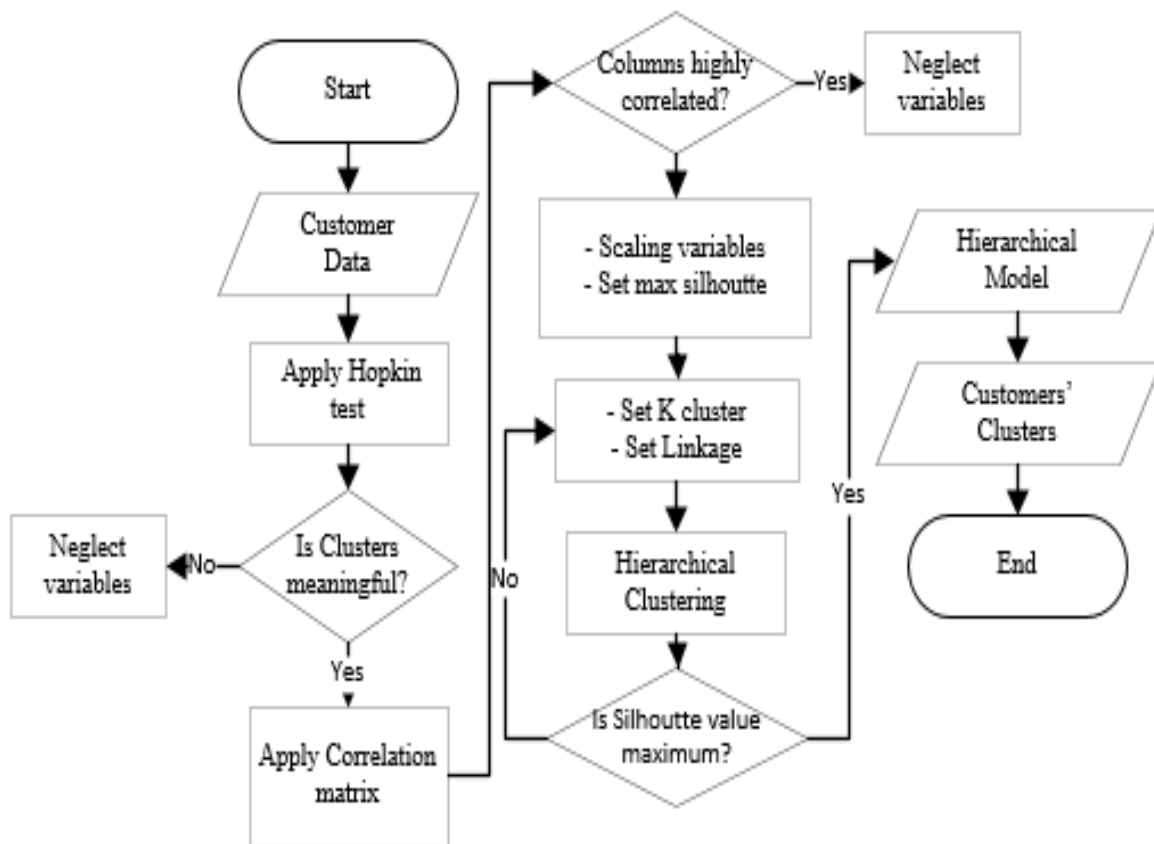 Start
Customer
Data
Apply Hopkin
test
Is Clusters
meaningful?
No
Neglect
variables
Yes
Apply Correlation
matrix
Columns highly
correlated?
Yes
Neglect
variables
- Scaling variables
- Set max silhoutte
- Set K cluster
- Set Linkage
Hierarchical
Clustering
Is Silhoutte value
maximum?
No
Yes
Hierarchical
Model
Customers'
Clusters
End